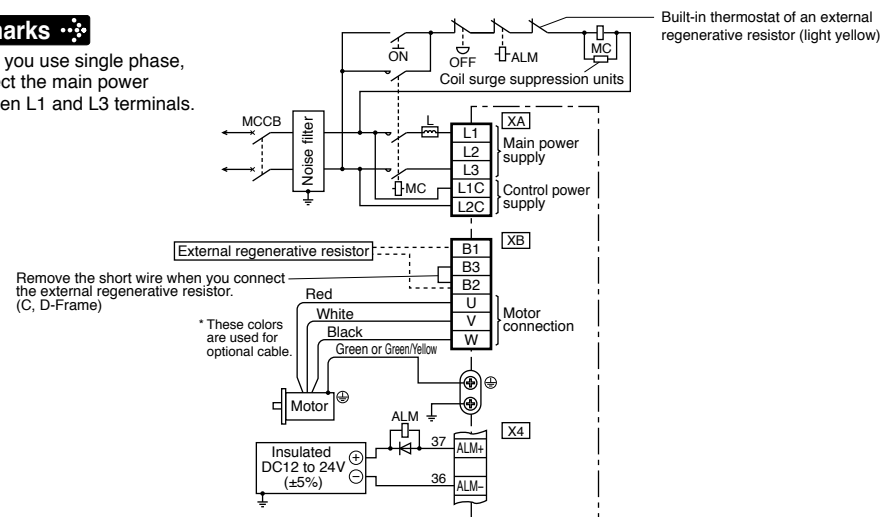 you use single phase,
the main power
L1 and L3 terminals.
Built-in thermostat of an external
regenerative resistor (light yellow)
ON
OFF
ALM
MC
Coil surge suppression units
MCCB
Noise filter
L
MC
XA
L1
L2
L3
L1C
L2C
Main power
supply
Control power
supply
XB
External regenerative resistor
B1
B3
B2
U
V
W
Remove the short wire when you connect
the external regenerative resistor.
(C, D-Frame)
Red
White
Black
Green or Green/Yellow
* These colors
are used for
optional cable.
Motor
connection
Motor
ALM
X4
Insulated
DC12 to 24V
(±5%)
+
−
37
ALM+
36
ALM−